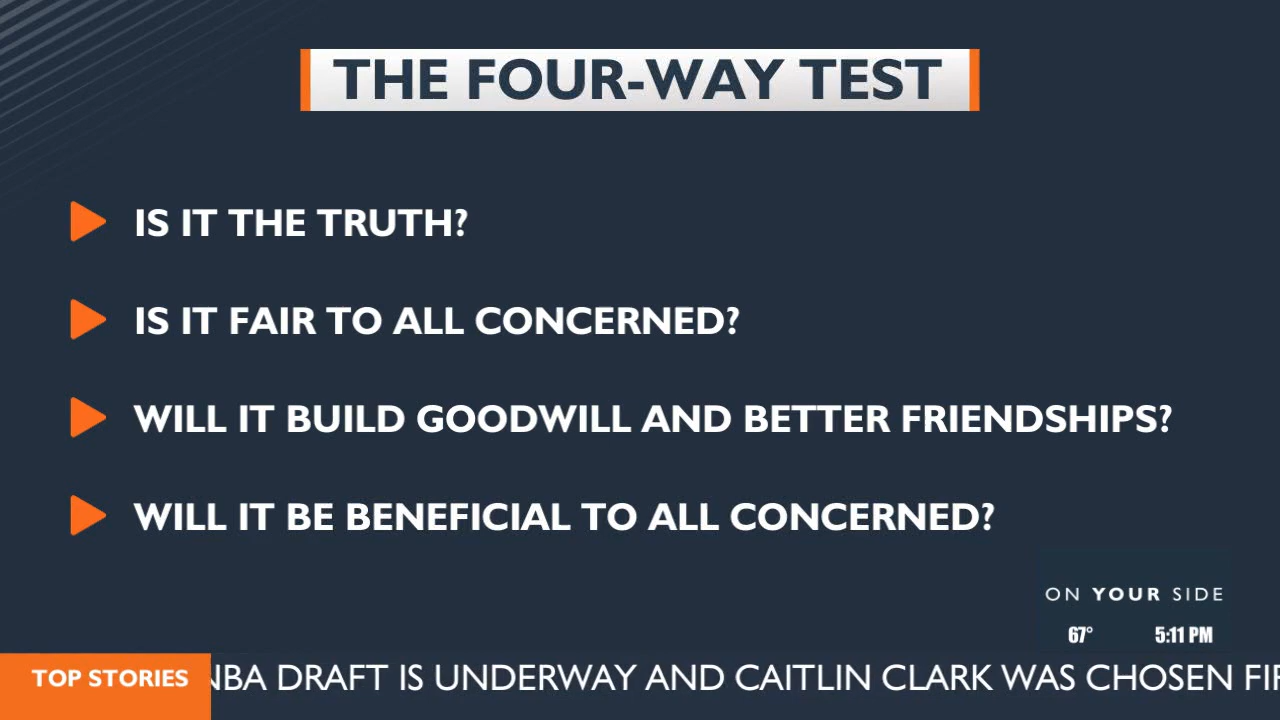 THE FOUR-WAY TEST
IS IT THE TRUTH?
IS IT FAIR TO ALL CONCERNED?
WILL IT BUILD GOODWILL AND BETTER FRIENDSHIPS?
WILL IT BE BENEFICIAL TO ALL CONCERNED?
ON YOUR SIDE
67° 5:11 PM
TOP STORIES NBA DRAFT IS UNDERWAY AND CAITLIN CLARK WAS CHOSEN